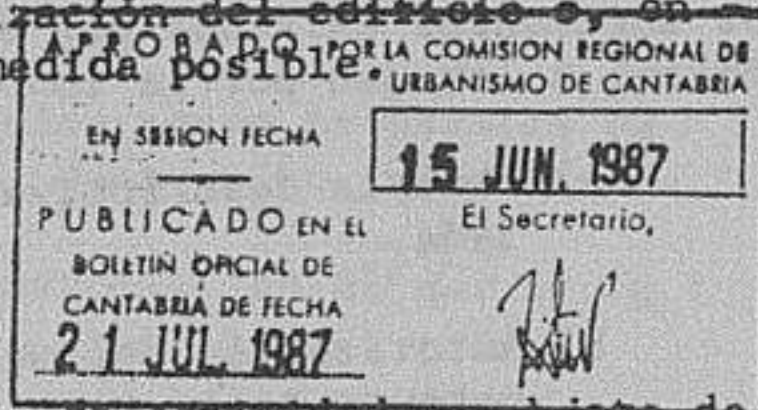 zación del edificio o, en -
medida posible.
APROBADO POR LA COMISION REGIONAL DE
URBANISMO DE CANTABRIA
EN SESION FECHA
15 JUN. 1987
PUBLICADO EN EL
BOLETIN OFICIAL DE
CANTABRIA DE FECHA
21 JUL. 1987
El Secretario,